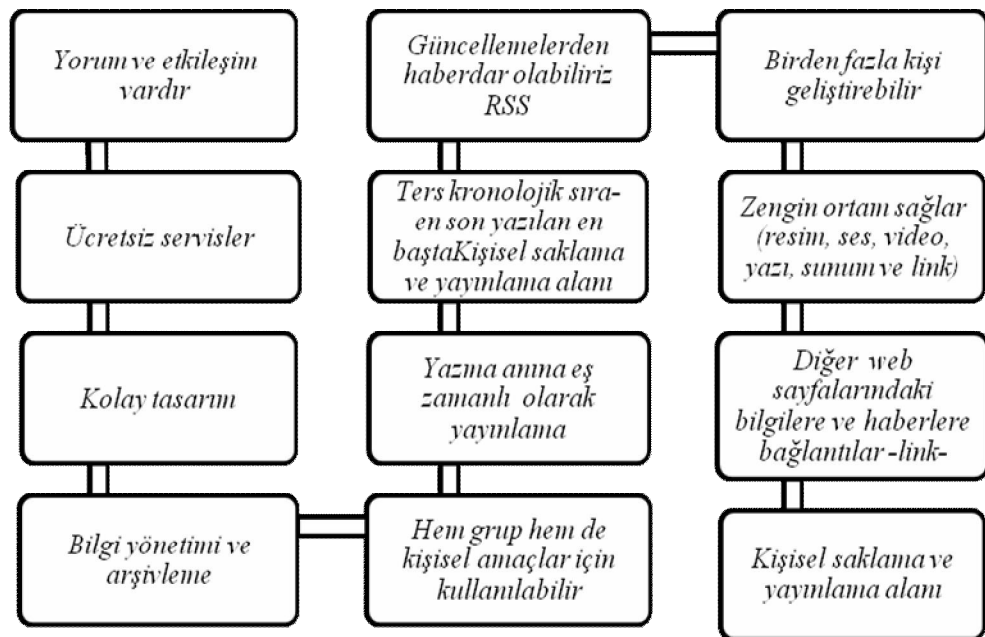 Yorum ve etkileşim
vardır
Ücretsiz servisler
Kolay tasarım
Bilgi yönetimi ve
arşivleme
Hem grup hem de
kişisel amaçlar için
kullanılabilir
Yazma anına eş
zamanlı olarak
yayınlama
Ters kronolojik sıra-
en son yazılan en
baştaKişisel saklama
ve yayınlama alanı
Güncellemelerden
haberdar olabiliriz
RSS
Birden fazla kişi
geliştirebilir
Zengin ortam sağlar
(resim, ses, video,
yazı, sunum ve link)
Diğer web
sayfalarındaki
bilgilere ve haberlere
bağlantılar -link-
Kişisel saklama ve
yayınlama alanı